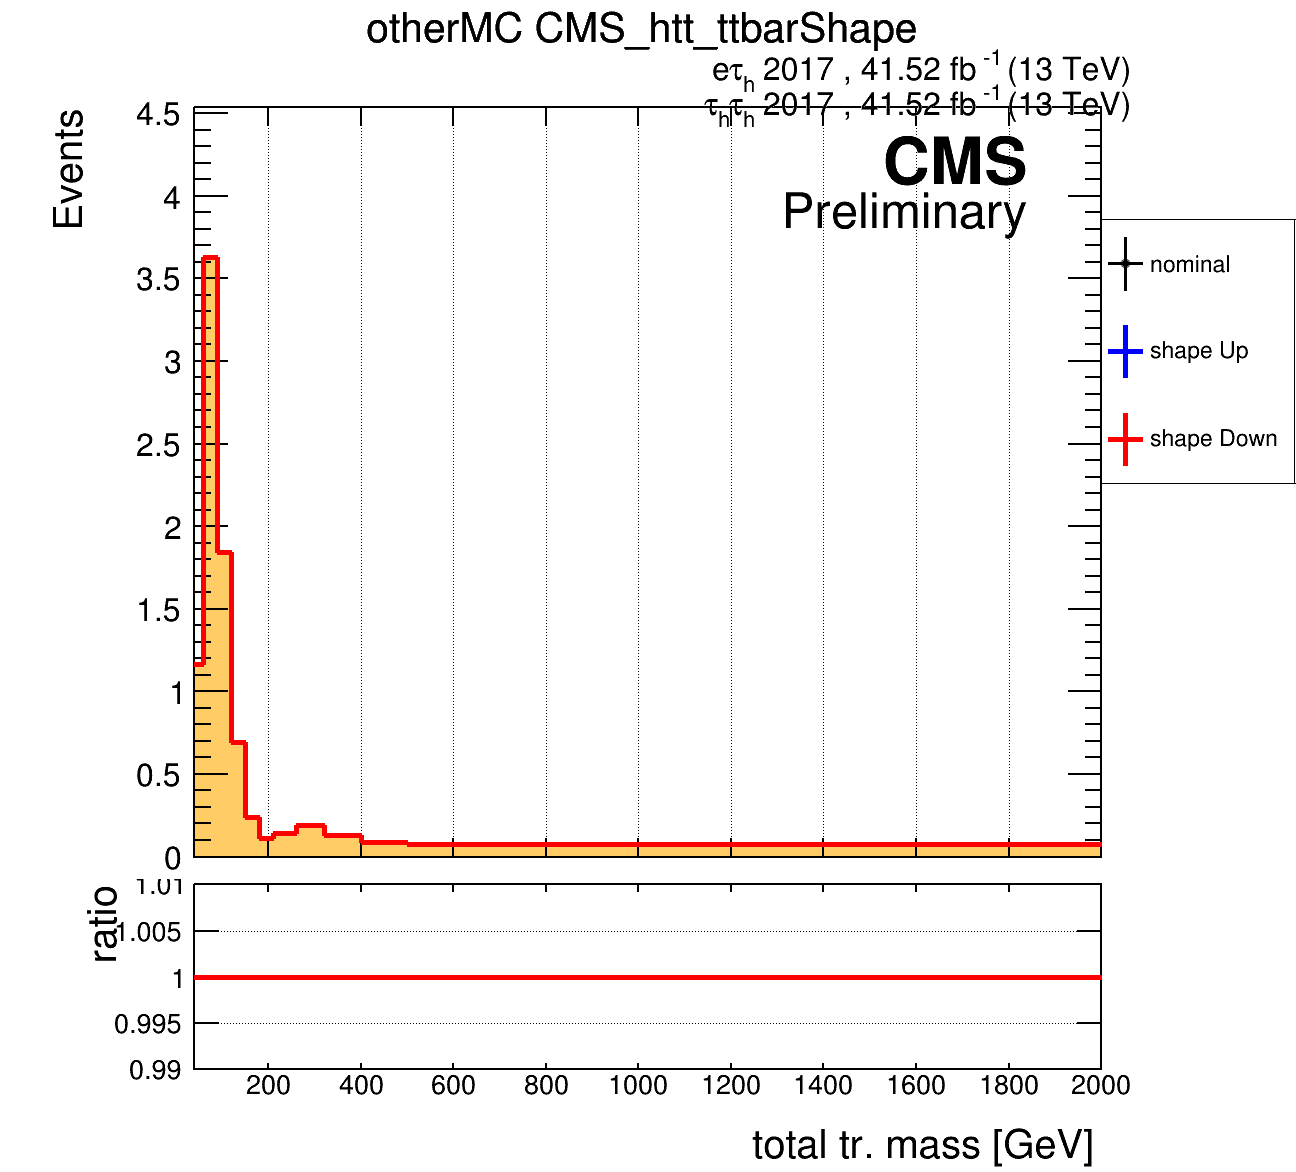 otherMC CMS_htt_ttbarShape
eτh 2017 , 41.52 fb -1 (13 TeV)
τhτh 2017 , 41.52 fb -1 (13 TeV)
CMS
Preliminary
Events
4.5
4
3.5
3
2.5
2
1.5
1
0.5
0
nominal
shape Up
shape Down
ratio
1.01
1.005
1
0.995
0.99
200 400 600 800 1000 1200 1400 1600 1800 2000
total tr. mass [GeV]